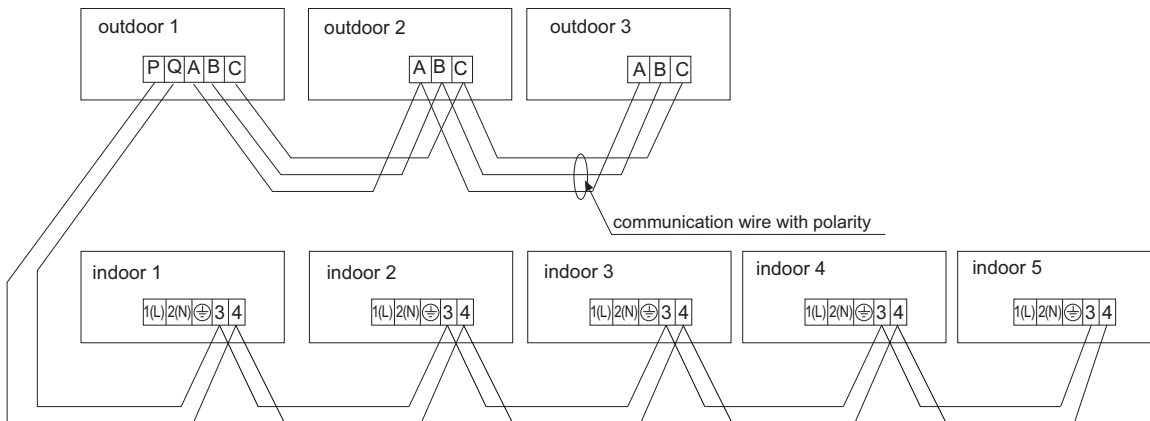 outdoor 1 outdoor 2 outdoor 3
P Q A B C A B C A B C
communication wire with polarity
indoor 1 indoor 2 indoor 3 indoor 4 indoor 5
1(L) 2(N) ⏚ 3 4 1(L) 2(N) ⏚ 3 4 1(L) 2(N) ⏚ 3 4 1(L) 2(N) ⏚ 3 4 1(L) 2(N) ⏚ 3 4